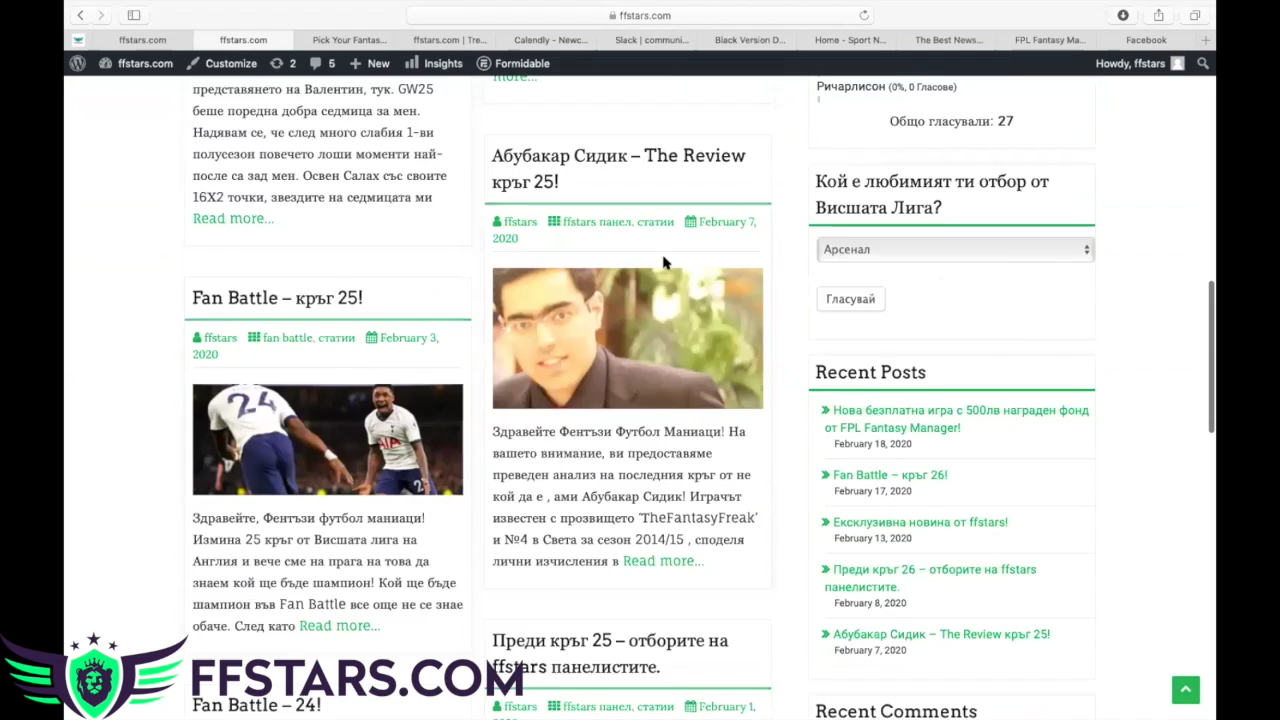 ffstars.com
ffstars.com
ffstars.com
Pick Your Fantas...
ffstars.com | Tre...
Calendly - Newc...
Slack | communi...
Black Version D...
Home - Sport N...
The Best News...
FPL Fantasy Ma...
Facebook
ffstars.com
Customize
2
5
New
Insights
Formidable
Howdy, ffstars
представянето на Валентин, тук. GW25
беше поредна добра седмица за мен.
Надявам се, че след много слабия 1-ви
полусезон повечето лоши моменти най-
после са зад мен. Освен Салах със своите
16X2 точки, звездите на седмицата ми
Read more...
Fan Battle – кръг 25!
ffstars fan battle, статии February 3,
2020
24
AIA
Здравейте, Фентъзи футбол маниаци!
Измина 25 кръг от Висшата лига на
Англия и вече сме на прага на това да
знаем кой ще бъде шампион! Кой ще бъде
шампион във Fan Battle все още не се знае
обаче. След като Read more...
Fan Battle – 24!
more...
Абубакар Сидик – The Review
кръг 25!
ffstars ffstars панел, статии February 7,
2020
Здравейте Фентъзи Футбол Маниаци! На
вашето внимание, ви предоставяме
преведен анализ на последния кръг от не
кой да е , ами Абубакар Сидик! Играчът
известен с прозвището ‘TheFantasyFreak’
и №4 в Света за сезон 2014/15 , споделя
лични изчисления в Read more...
Преди кръг 25 – отборите на
ffstars панелистите.
ffstars ffstars панел, статии February 1,
Ричарлисон (0%, 0 Гласове)
Общо гласували: 27
Кой е любимият ти отбор от
Висшата Лига?
Арсенал
Гласувай
Recent Posts
Нова безплатна игра с 500лв награден фонд
от FPL Fantasy Manager!
February 18, 2020
Fan Battle – кръг 26!
February 17, 2020
Ексклузивна новина от ffstars!
February 13, 2020
Преди кръг 26 – отборите на ffstars
панелистите.
February 8, 2020
Абубакар Сидик – The Review кръг 25!
February 7, 2020
Recent Comments
FFSTARS.COM